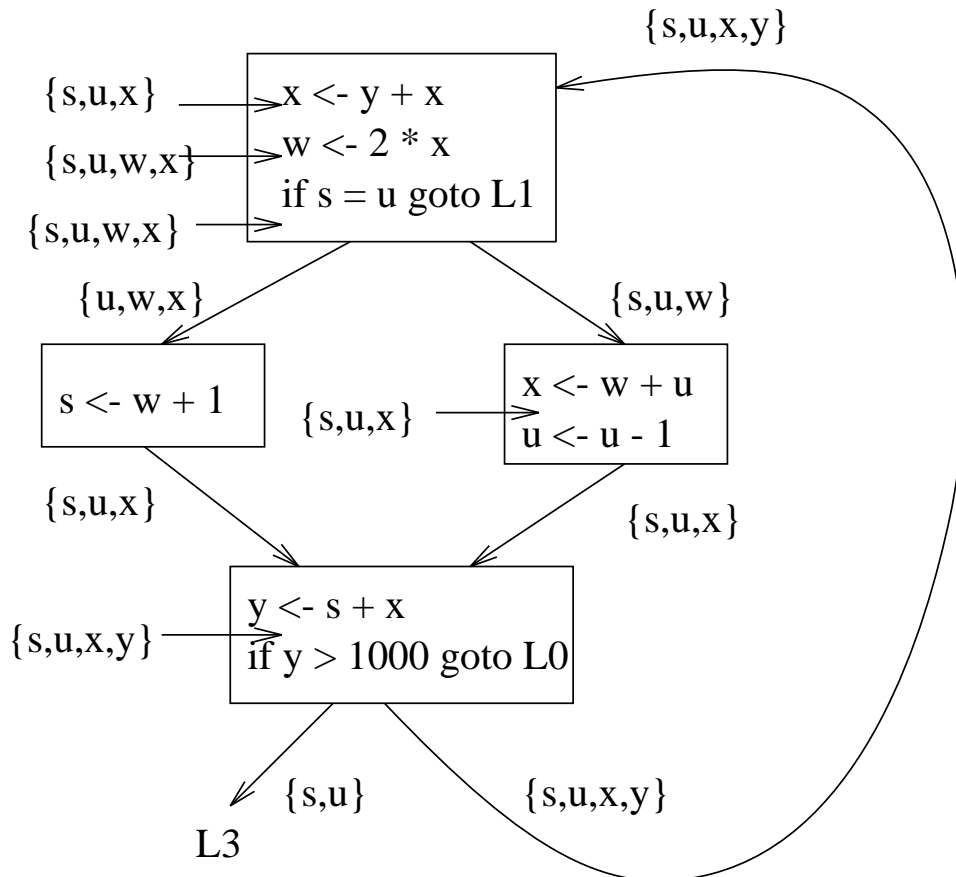 {s,u,x,y}
{s,u,x}
x <- y + x
{s,u,w,x}
w <- 2 * x
if s = u goto L1
{s,u,w,x}
{u,w,x}
{s,u,w}
s <- w + 1
x <- w + u
{s,u,x}
u <- u - 1
{s,u,x}
{s,u,x}
y <- s + x
{s,u,x,y}
if y > 1000 goto L0
{s,u}
{s,u,x,y}
L3